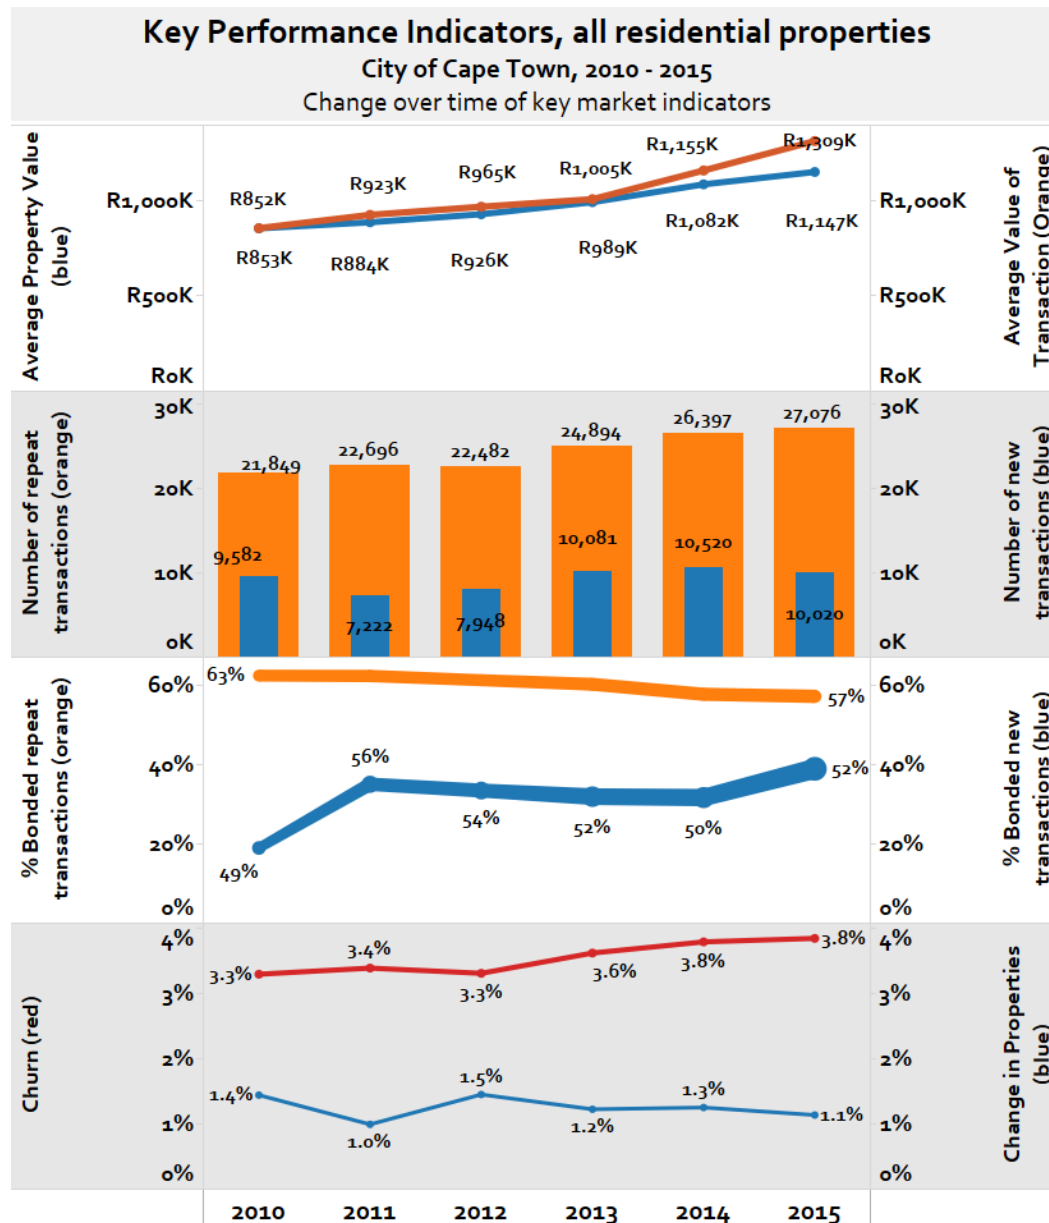 Key Performance Indicators, all residential properties
City of Cape Town, 2010 - 2015
Change over time of key market indicators
Average Property Value
(blue)
R1,000K
R500K
R0K
R852K
R923K
R965K
R1,005K
R1,155K
R1,309K
R853K
R884K
R926K
R989K
R1,082K
R1,147K
R1,000K
R500K
R0K
Average Value of
Transaction (Orange)
Number of repeat
transactions (orange)
30K
20K
10K
0K
21,849
22,696
22,482
24,894
26,397
27,076
9,582
7,222
7,948
10,081
10,520
10,020
30K
20K
10K
0K
Number of new
transactions (blue)
% Bonded repeat
transactions (orange)
60%
40%
20%
0%
63%
57%
49%
56%
54%
52%
50%
52%
60%
40%
20%
0%
% Bonded new
transactions (blue)
Churn (red)
4%
3%
2%
1%
0%
3.3%
3.4%
3.3%
3.6%
3.8%
3.8%
1.4%
1.0%
1.5%
1.2%
1.3%
1.1%
4%
3%
2%
1%
0%
Change in Properties
(blue)
2010 2011 2012 2013 2014 2015